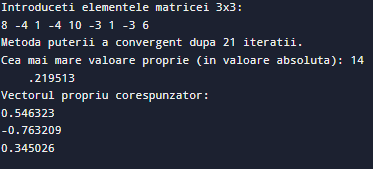 Introduceti elementele matricei 3x3:
8 -4 1 -4 10 -3 1 -3 6
Metoda puterii a convergent dupa 21 iteratii.
Cea mai mare valoare proprie (in valoare absoluta): 14
.219513
Vectorul propriu corespunzator:
0.546323
-0.763209
0.345026